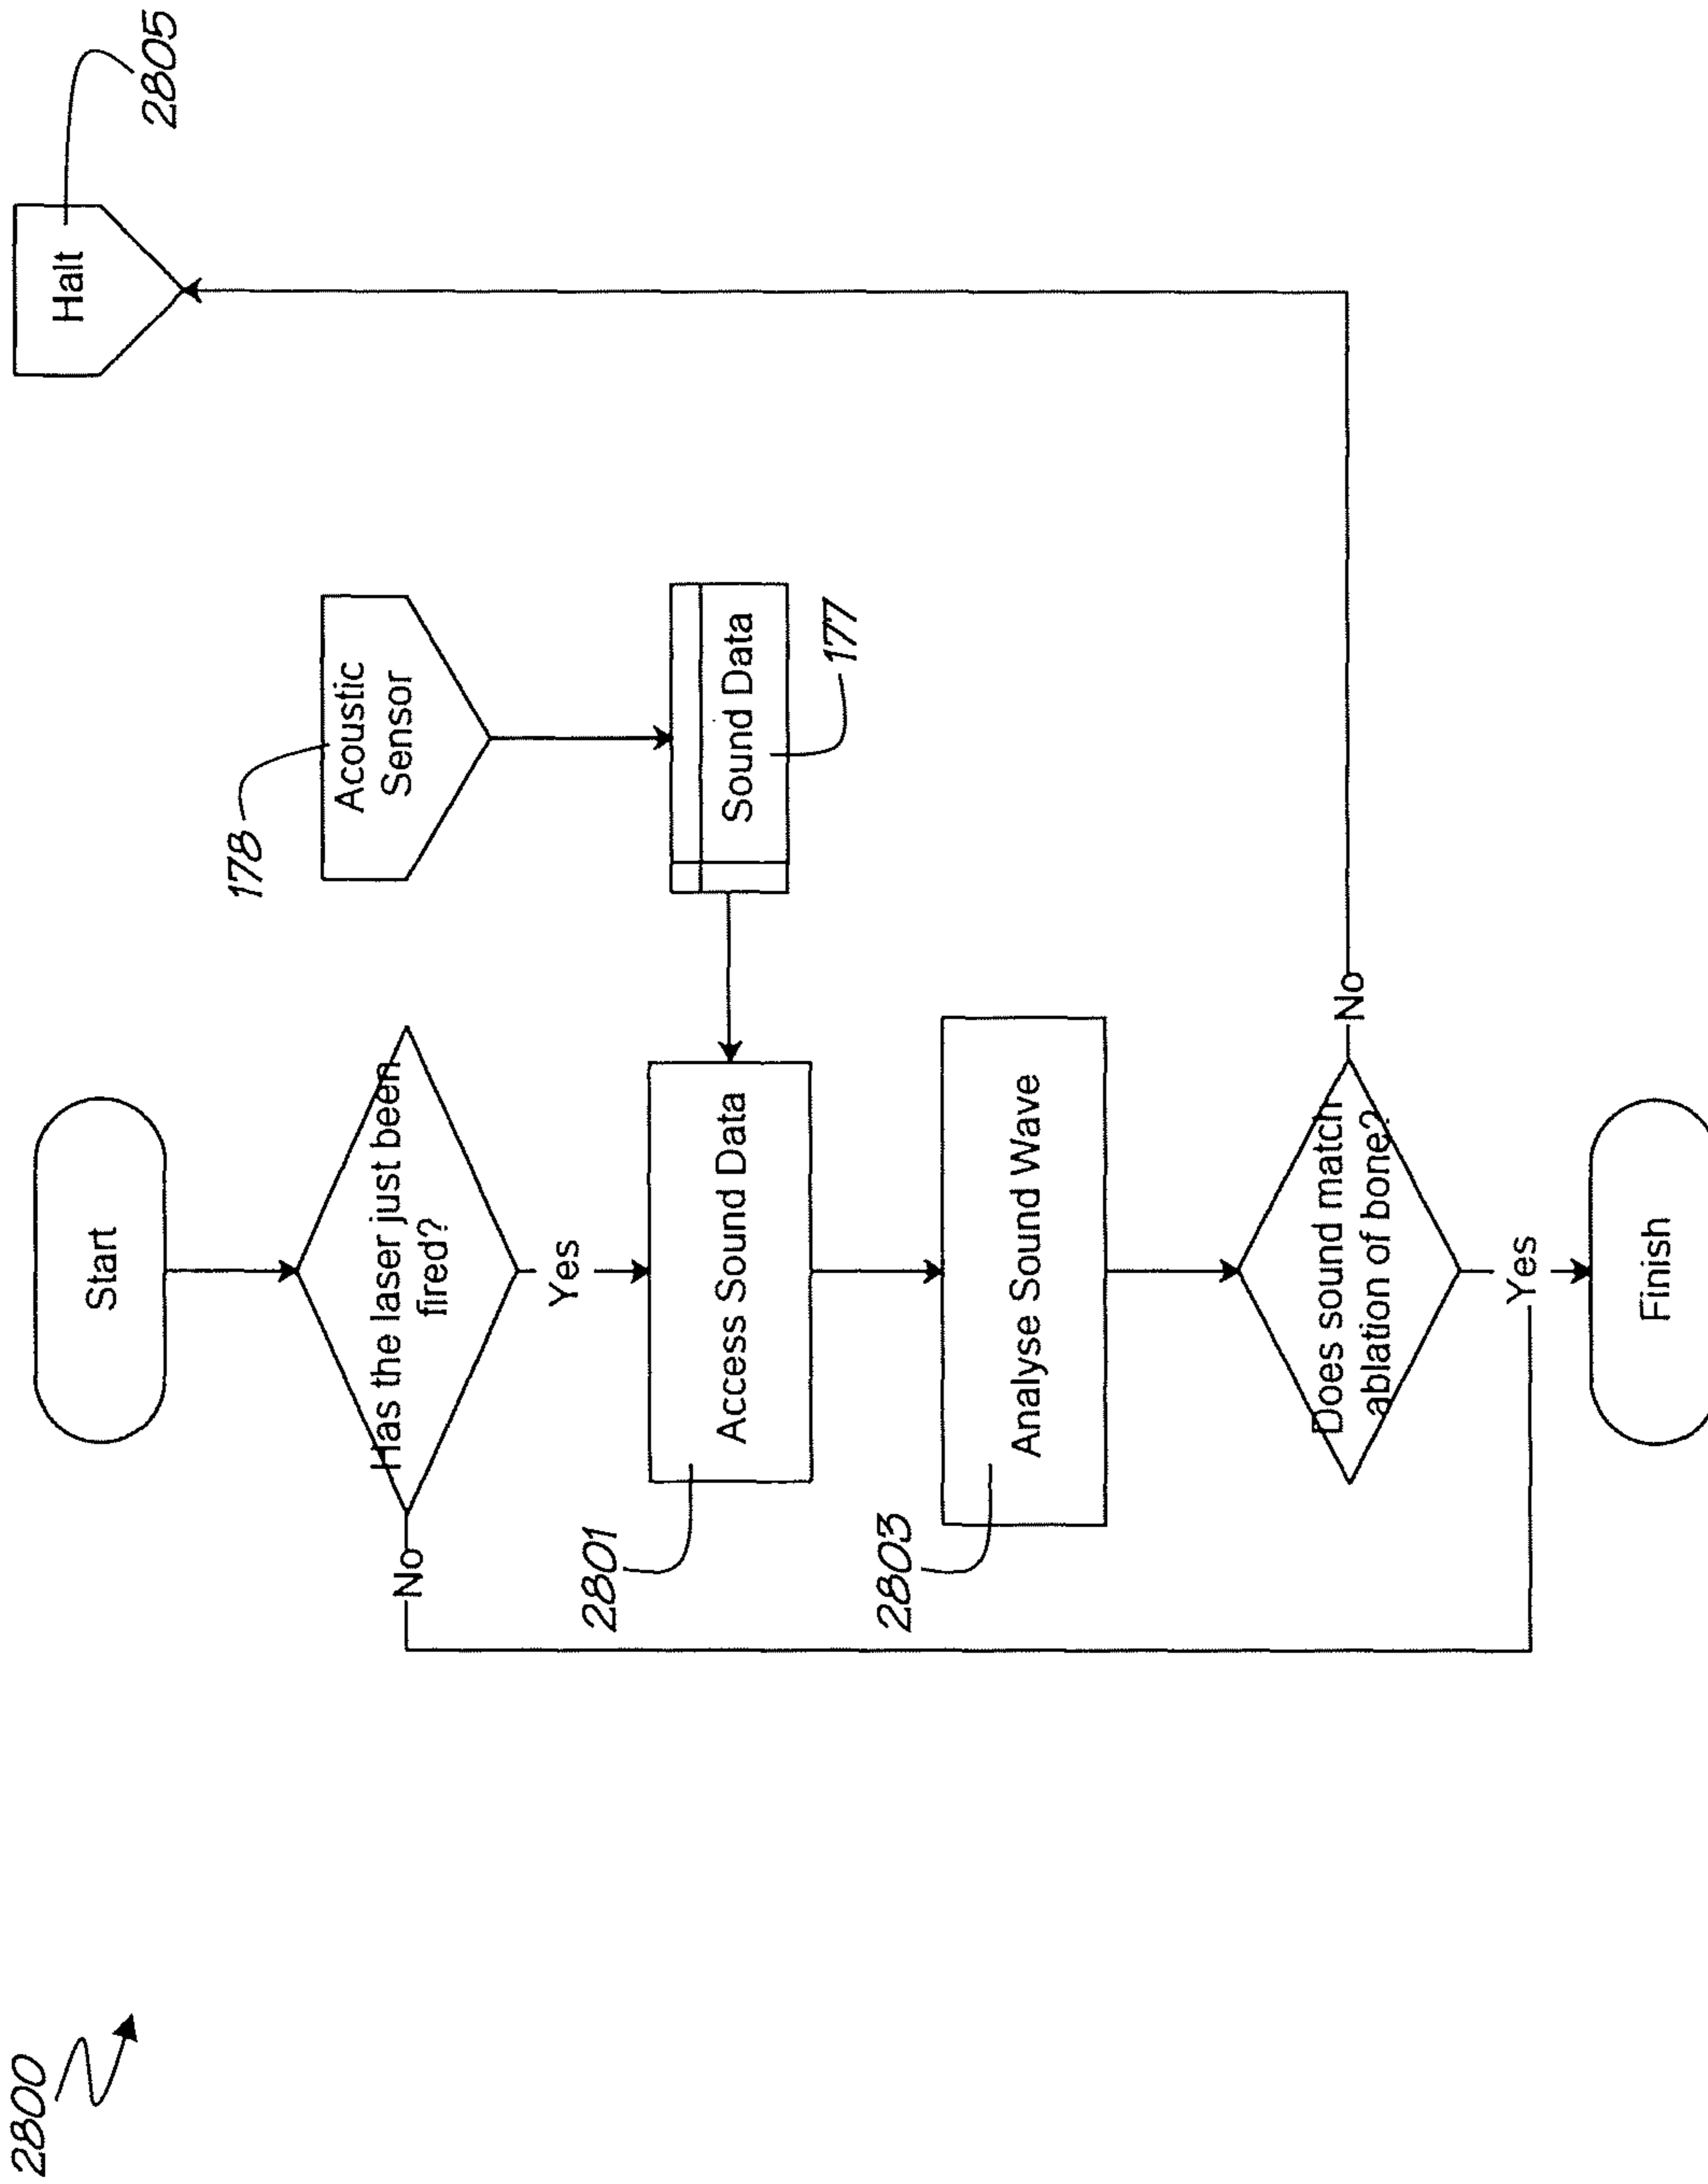 2800
Start
Halt
2805
Has the laser just been
fired?
No
Yes
178
Acoustic
Sensor
2801
Access Sound Data
Sound Data
177
2803
Analyse Sound Wave
Does sound match
ablation of bone?
No
Yes
Finish